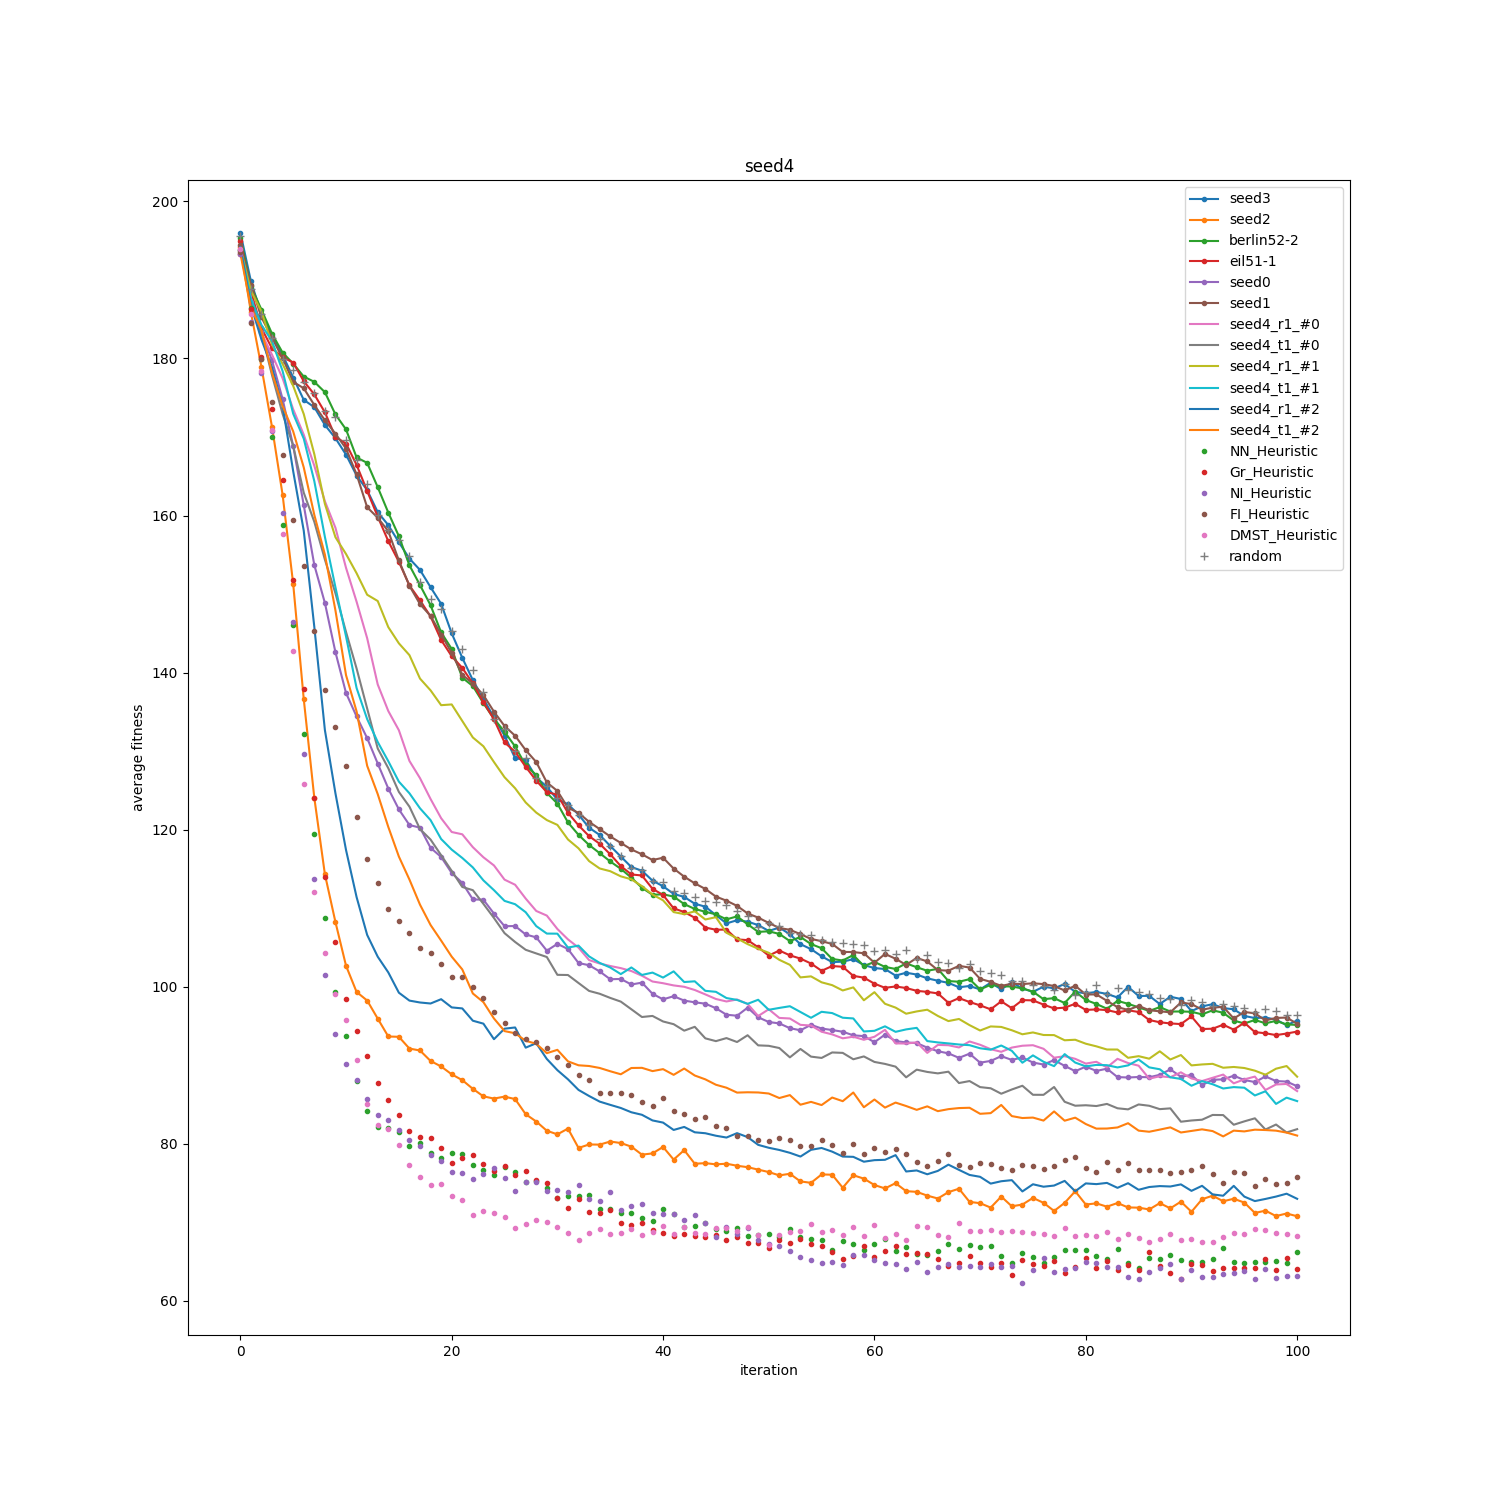 seed4
200
180
160
140
120
100
80
60
average fitness
0
20
40
60
80
100
iteration
seed3
seed2
berlin52-2
eil51-1
seed0
seed1
seed4_r1_#0
seed4_t1_#0
seed4_r1_#1
seed4_t1_#1
seed4_r1_#2
seed4_t1_#2
NN_Heuristic
Gr_Heuristic
NI_Heuristic
FI_Heuristic
DMST_Heuristic
random